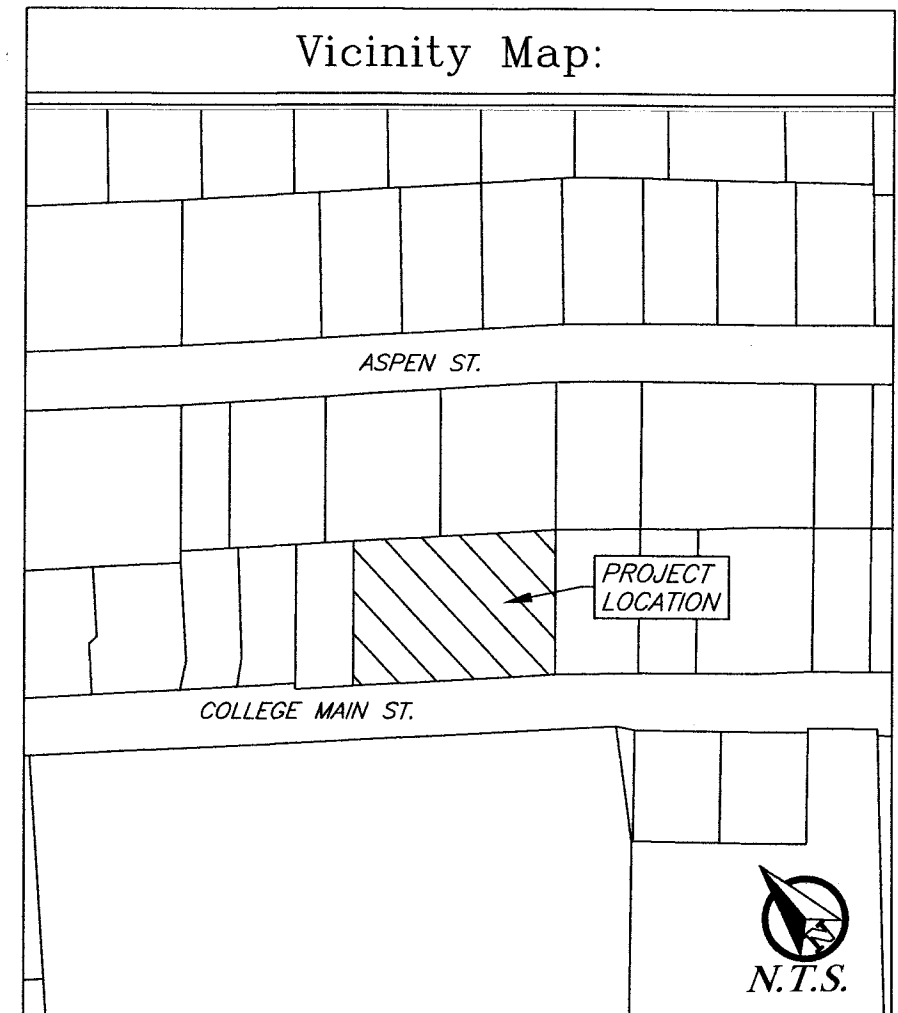 Vicinity Map:
ASPEN ST.
PROJECT
LOCATION
COLLEGE MAIN ST.
N
N.T.S.